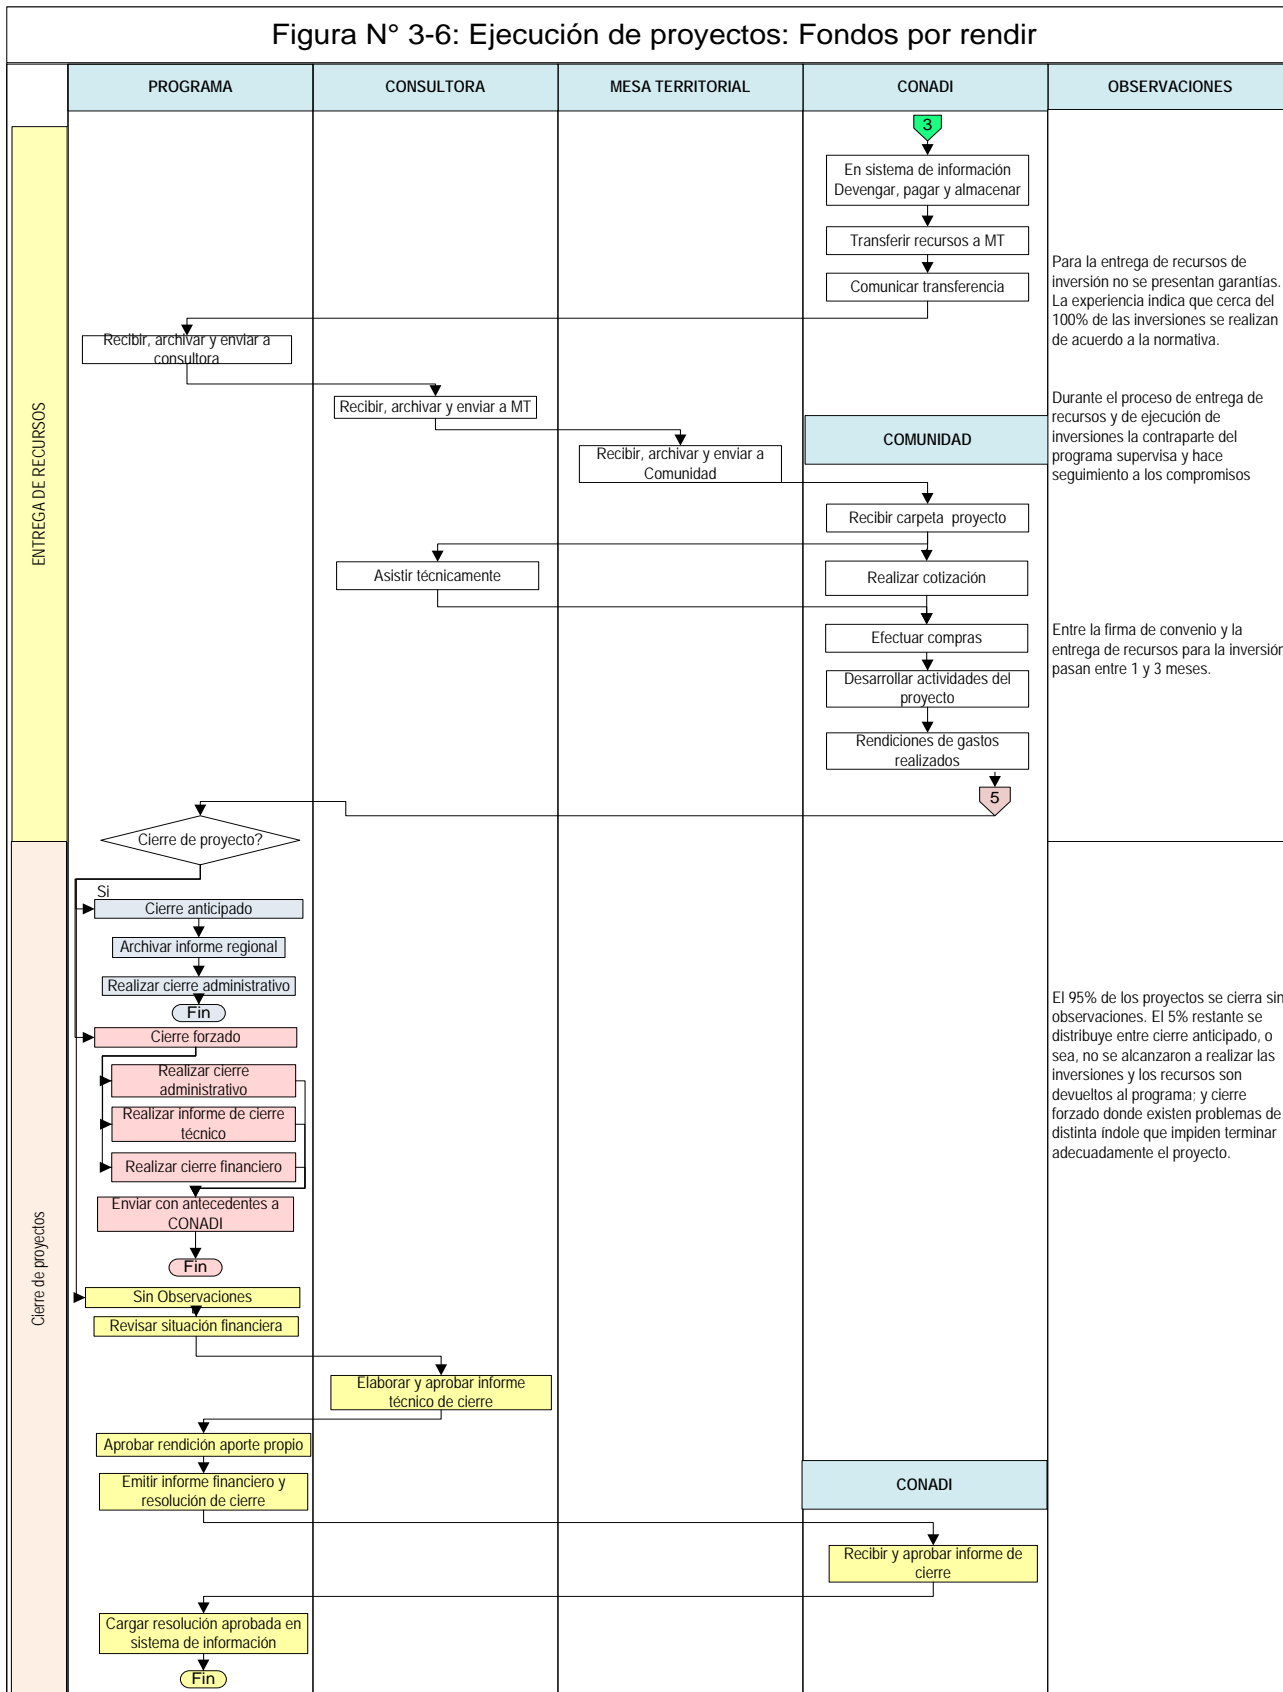 Figura N° 3-6: Ejecución de proyectos: Fondos por rendir
PROGRAMA
CONSULTORA
MESA TERRITORIAL
CONADI
OBSERVACIONES
ENTREGA DE RECURSOS
3
En sistema de información
Devengar, pagar y almacenar
Transferir recursos a MT
Comunicar transferencia
Para la entrega de recursos de
inversión no se presentan garantías.
La experiencia indica que cerca del
100% de las inversiones se realizan
de acuerdo a la normativa.
Recibir, archivar y enviar a
consultora
Recibir, archivar y enviar a MT
Durante el proceso de entrega de
recursos y de ejecución de
inversiones la contraparte del
programa supervisa y hace
seguimiento a los compromisos
COMUNIDAD
Recibir, archivar y enviar a
Comunidad
Recibir carpeta  proyecto
Asistir técnicamente
Realizar cotización
Efectuar compras
Entre la firma de convenio y la
entrega de recursos para la inversión
pasan entre 1 y 3 meses.
Desarrollar actividades del
proyecto
Rendiciones de gastos
realizados
5
Cierre de proyectos
Cierre de proyecto?
Si
Cierre anticipado
Archivar informe regional
Realizar cierre administrativo
Fin
Cierre forzado
Realizar cierre
administrativo
Realizar informe de cierre
técnico
Realizar cierre financiero
Enviar con antecedentes a
CONADI
Fin
El 95% de los proyectos se cierra sin
observaciones. El 5% restante se
distribuye entre cierre anticipado, o
sea, no se alcanzaron a realizar las
inversiones y los recursos son
devueltos al programa; y cierre
forzado donde existen problemas de
distinta índole que impiden terminar
adecuadamente el proyecto.
Sin Observaciones
Revisar situación financiera
Elaborar y aprobar informe
técnico de cierre
Aprobar rendición aporte propio
Emitir informe financiero y
resolución de cierre
CONADI
Recibir y aprobar informe de
cierre
Cargar resolución aprobada en
sistema de información
Fin